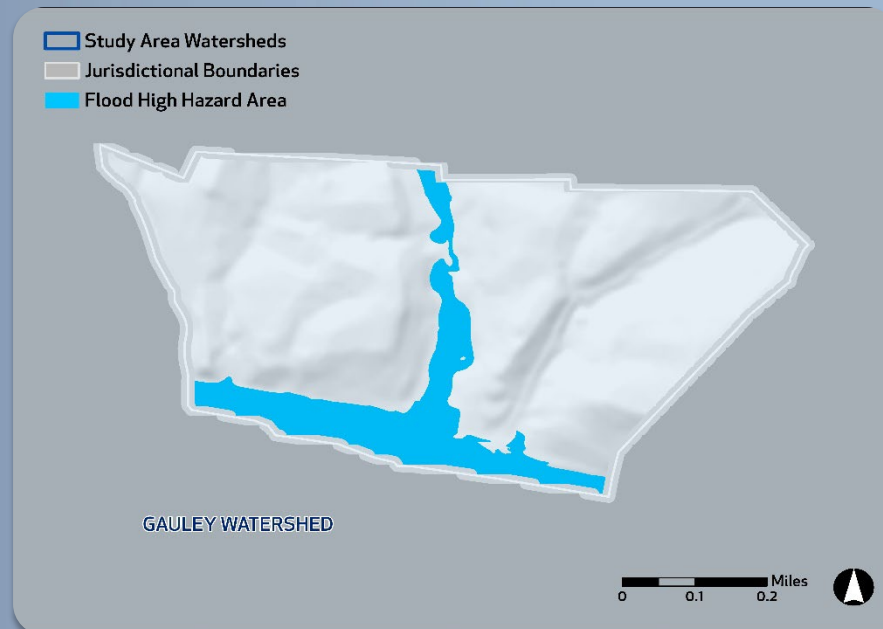 Study Area Watersheds
Jurisdictional Boundaries
Flood High Hazard Area
GAULEY WATERSHED
Miles
0 0.1 0.2